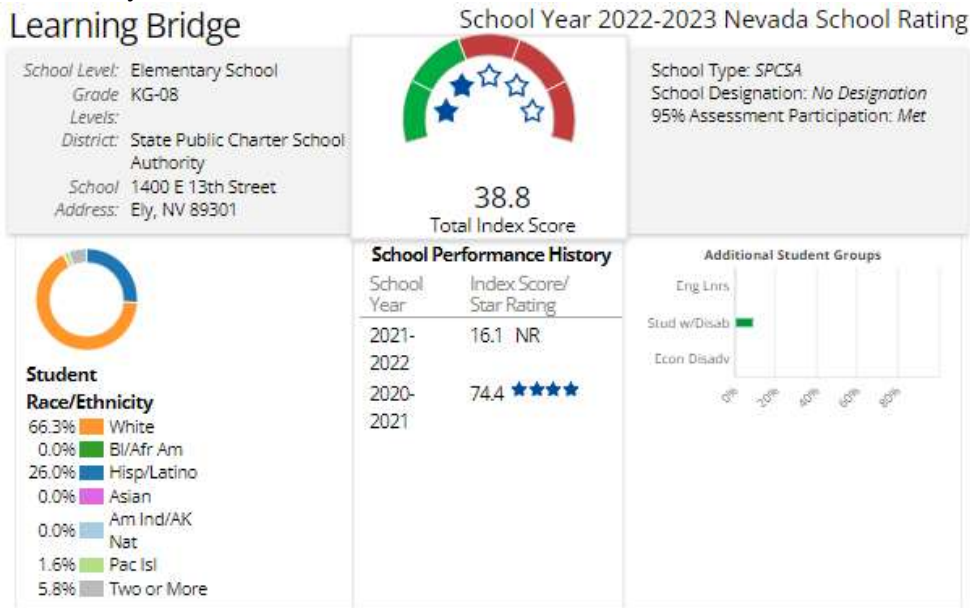 Learning Bridge
School Year 2022-2023 Nevada School Rating
School Level: Elementary School
Grade KG-08
Levels:
District: State Public Charter School
Authority
School 1400 E 13th Street
Address: Ely, NV 89301
38.8
Total Index Score
School Type: SPCSA
School Designation: No Designation
95% Assessment Participation: Met
Student
Race/Ethnicity
66.3% White
0.0% Bl/Afr Am
26.0% Hisp/Latino
0.0% Asian
0.0% Am Ind/AK
Nat
1.6% Pac Isl
5.8% Two or More
School Performance History
School Index Score/
Year Star Rating
2021- 16.1 NR
2022
2020- 74.4
2021
Additional Student Groups
Eng Lnrs
Stud w/Disab
Econ Disadv
0% 20% 40% 60% 80%